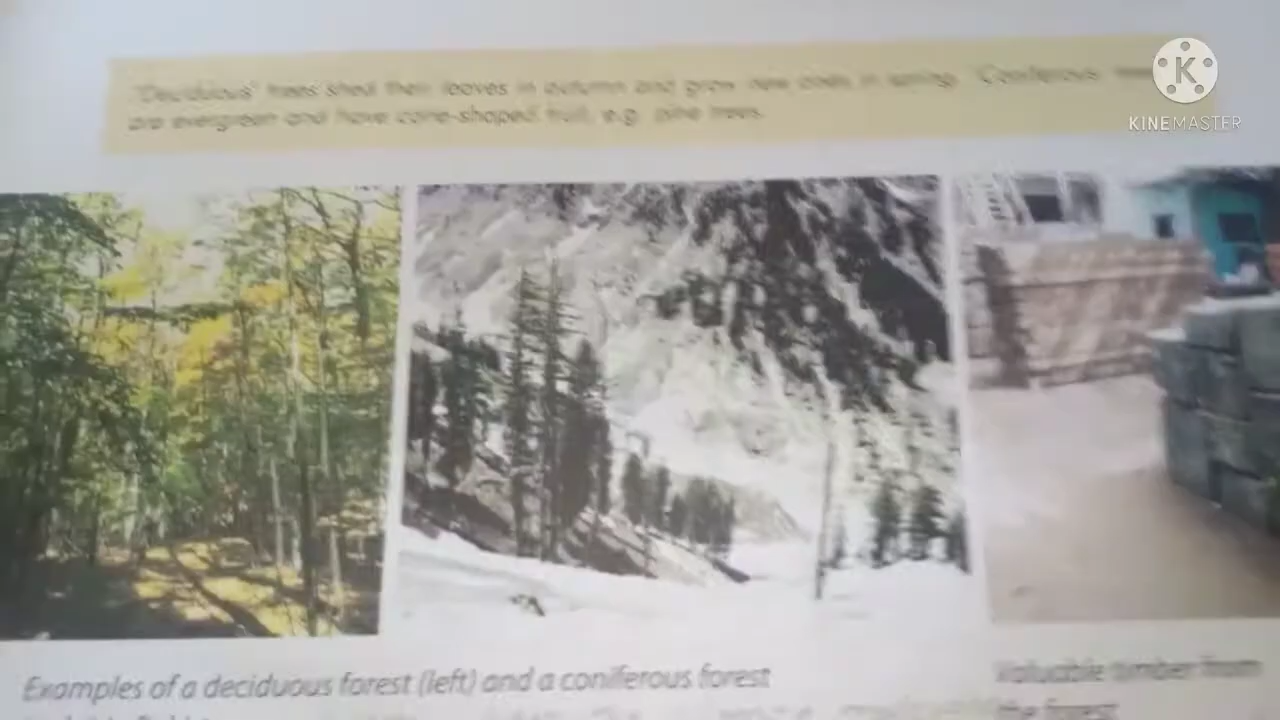 "Deciduous" trees shed their leaves in autumn and grow new ones in spring. "Coniferous" trees
are evergreen and have cone-shaped fruit, e.g. pine trees.
K
KINEMASTER
Examples of a deciduous forest (left) and a coniferous forest
Valuable timber from
the forest